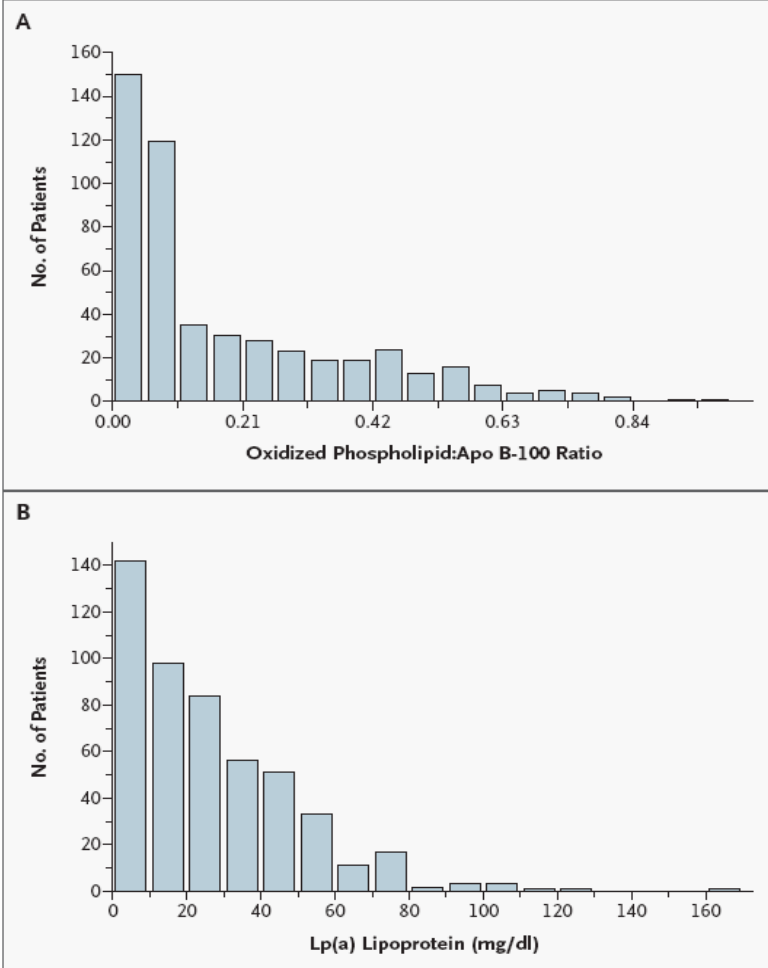 A
160
140
120
100
80
60
40
20
0
No. of Patients
0.00 0.21 0.42 0.63 0.84
Oxidized Phospholipid:Apo B-100 Ratio
B
140
120
100
80
60
40
20
0
No. of Patients
0 20 40 60 80 100 120 140 160
Lp(a) Lipoprotein (mg/dl)